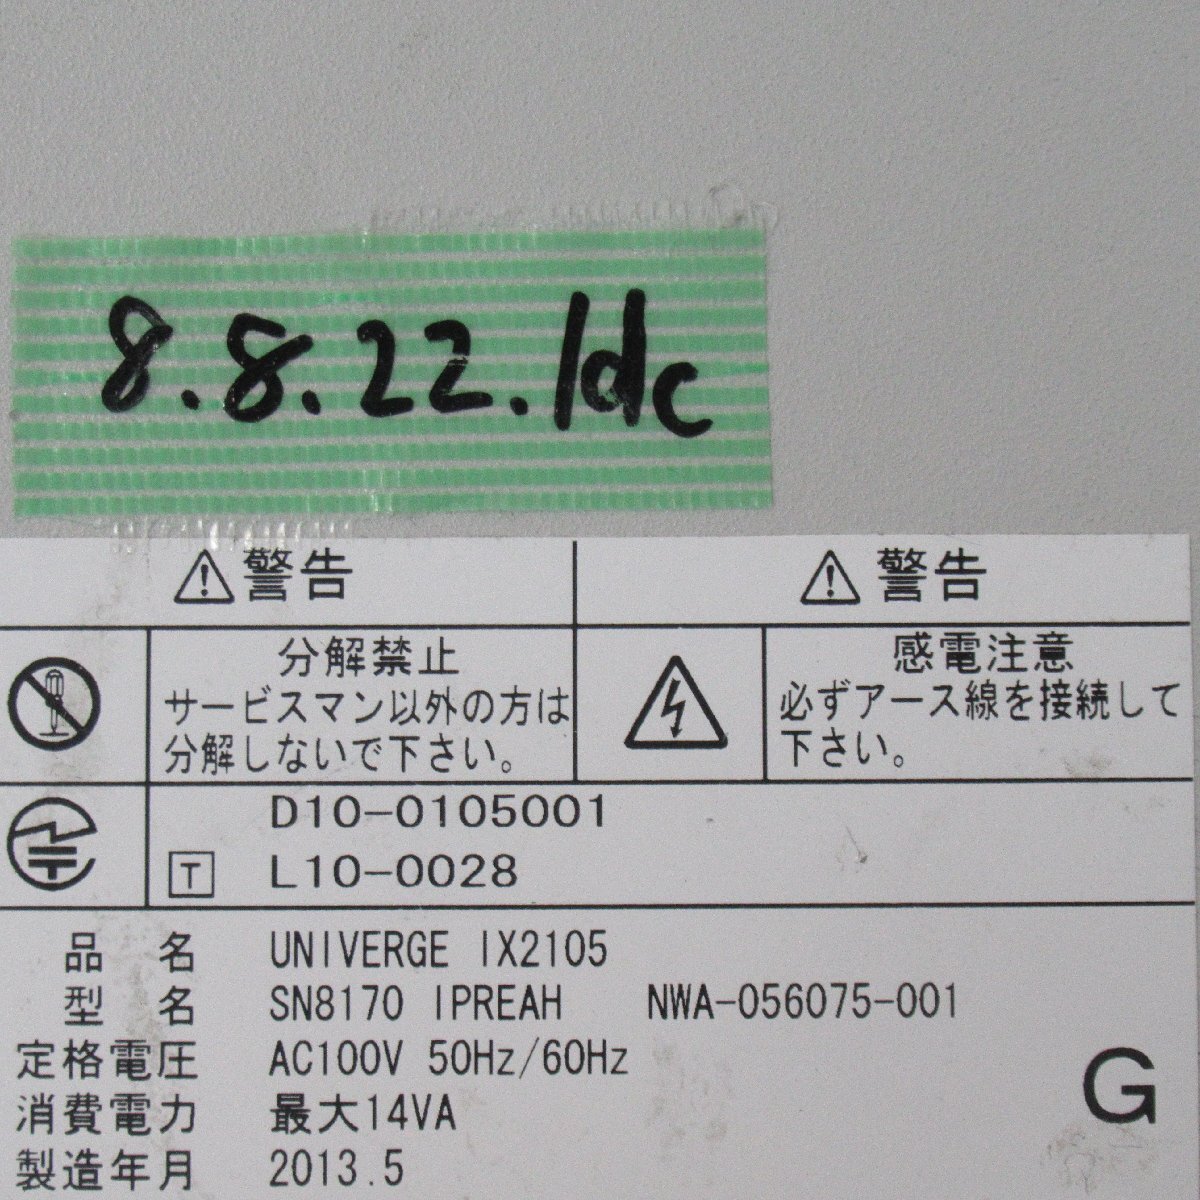 8.8.22.ldc
警告
分解禁止
サービスマン以外の方は
分解しないで下さい。
警告
感電注意
必ずアース線を接続して
下さい。
D10-0105001
T L10-0028
品名 UNIVERGE IX2105
型名 SN8170 IPREAH NWA-056075-001
定格電圧 AC100V 50Hz/60Hz
消費電力 最大14VA
製造年月 2013.5
G